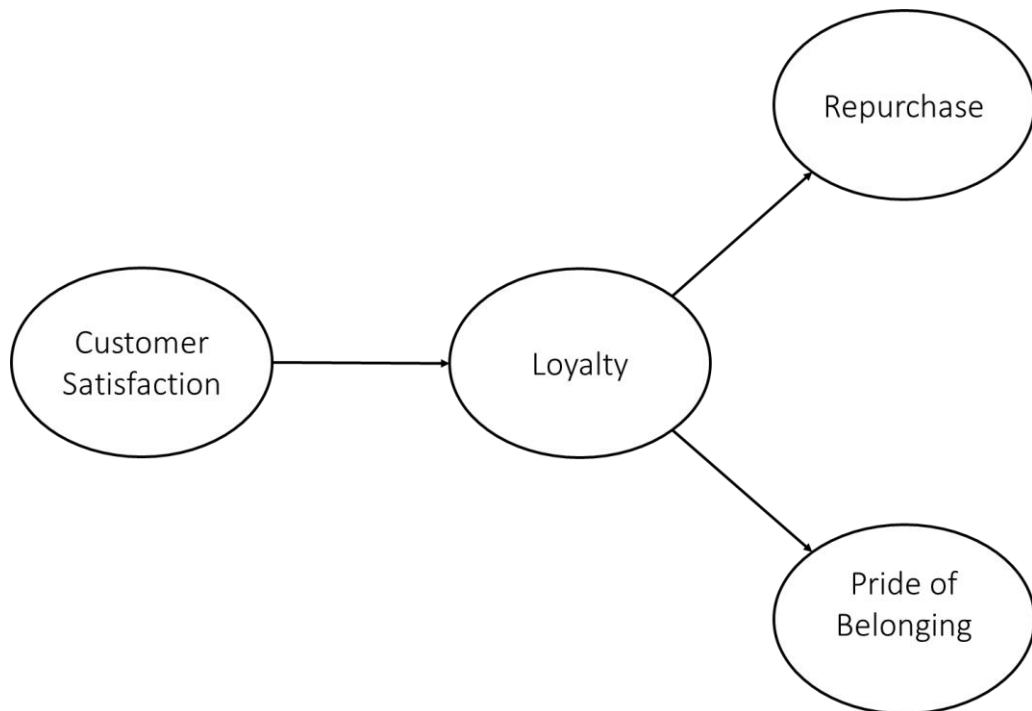 Repurchase
Customer
Satisfaction
Loyalty
Pride of
Belonging